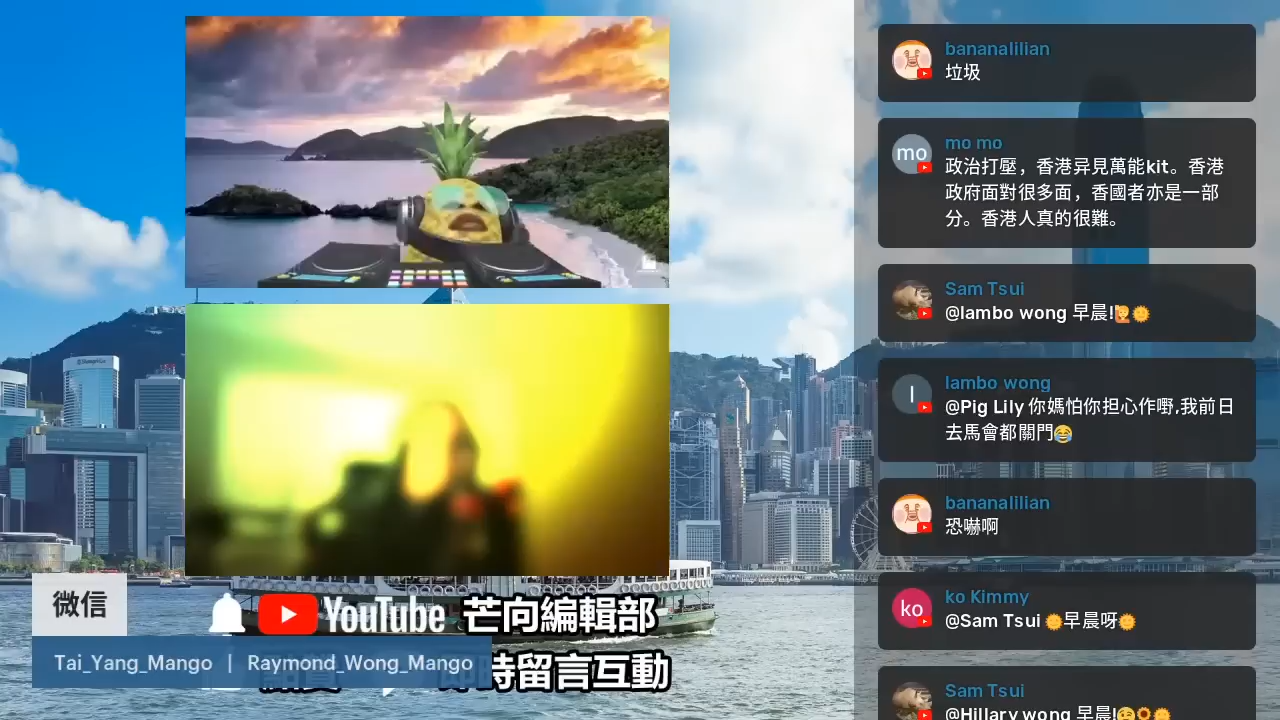 bananalilian
垃圾
mo
mo mo
政治打壓，香港异見萬能kit。香港
政府面對很多面，香國者亦是一部
分。香港人真的很難。
Sam Tsui
@lambo wong 早晨!🙋🌞
l
lambo wong
@Pig Lily 你媽怕你担心作嘢,我前日
去馬會都關門😂
bananalilian
恐嚇啊
ko
ko Kimmy
@Sam Tsui 🌞早晨呀🌞
Sam Tsui
@Hillary wong 早晨!
微信
YouTube 芒向編輯部
Tai_Yang_Mango | Raymond_Wong_Mango
即時留言互動